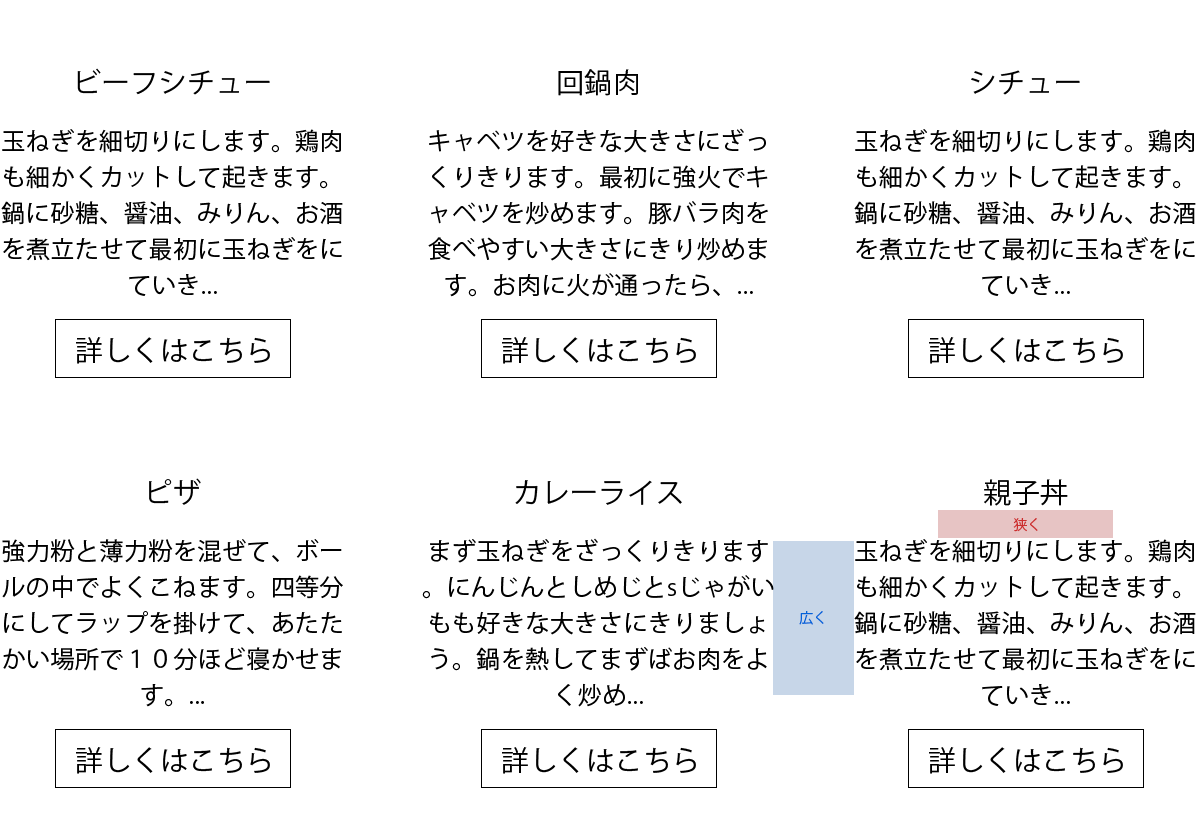 ビーフシチュー
玉ねぎを細切りにします。鶏肉
も細かくカットして起きます。
鍋に砂糖、醤油、みりん、お酒
を煮立たせて最初に玉ねぎをに
ていき...
詳しくはこちら
回鍋肉
キャベツを好きな大きさにざっ
くりきります。最初に強火でキ
ャベツを炒めます。豚バラ肉を
食べやすい大きさにきり炒めま
す。お肉に火が通ったら、...
詳しくはこちら
シチュー
玉ねぎを細切りにします。鶏肉
も細かくカットして起きます。
鍋に砂糖、醤油、みりん、お酒
を煮立たせて最初に玉ねぎをに
ていき...
詳しくはこちら
ピザ
強力粉と薄力粉を混ぜて、ボー
ルの中でよくこねます。四等分
にしてラップを掛けて、あたた
かい場所で１０分ほど寝かせま
す。...
詳しくはこちら
カレーライス
まず玉ねぎをざっくりきります
。にんじんとしめじとsじゃがい
もも好きな大きさにきりましょ
う。鍋を熱してまずばお肉をよ
く炒め...
詳しくはこちら
広く
親子丼
狭く
玉ねぎを細切りにします。鶏肉
も細かくカットして起きます。
鍋に砂糖、醤油、みりん、お酒
を煮立たせて最初に玉ねぎをに
ていき...
詳しくはこちら